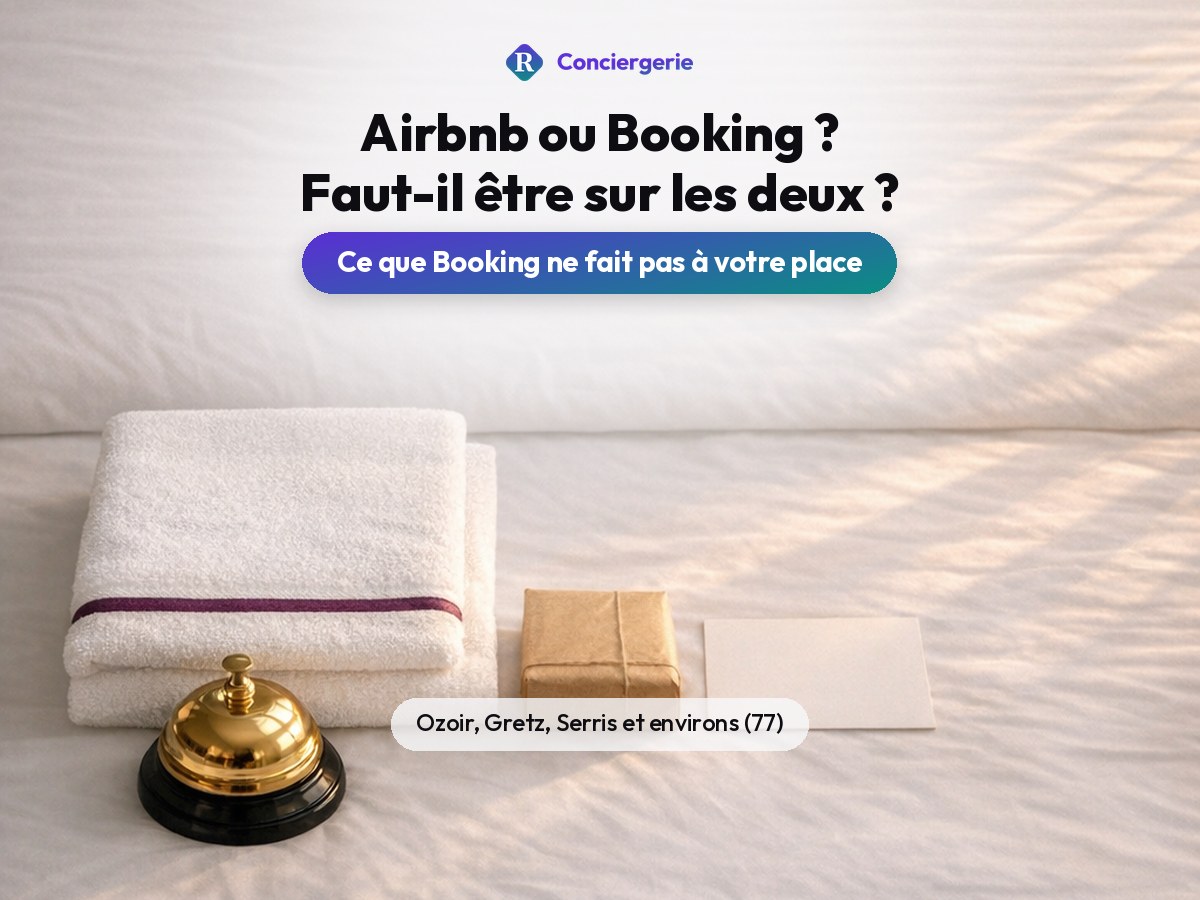 R Conciergerie
Airbnb ou Booking ?
Faut-il être sur les deux ?
Ce que Booking ne fait pas à votre place
Ozoir, Gretz, Serris et environs (77)